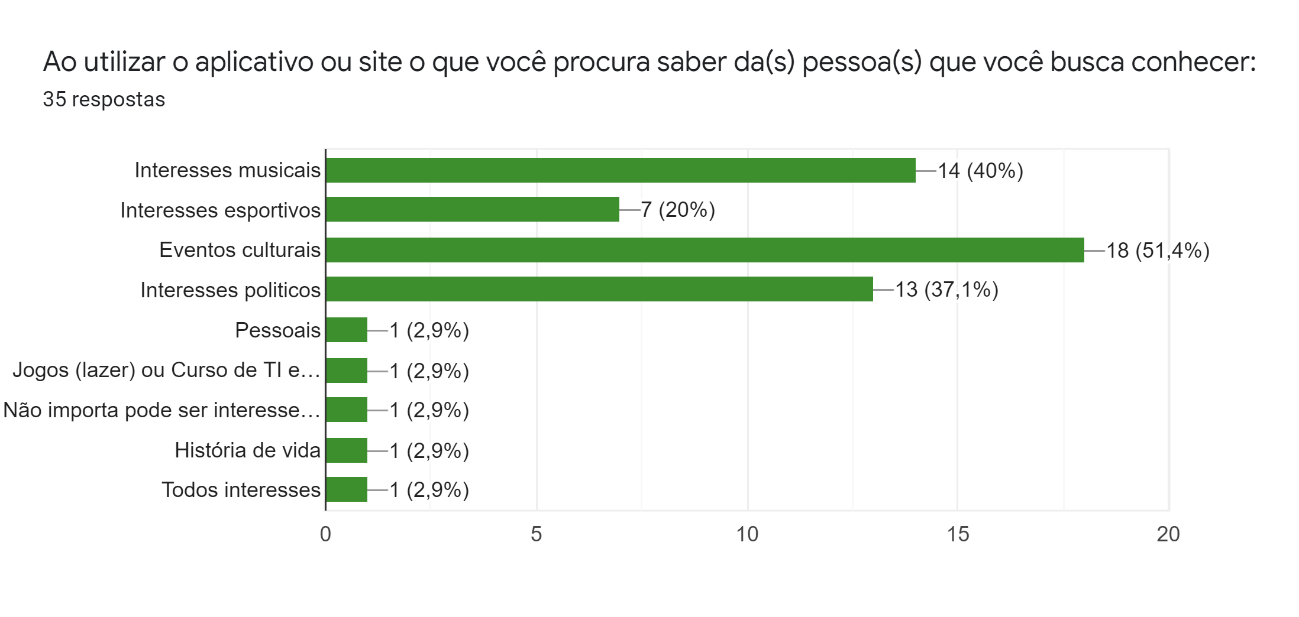 Ao utilizar o aplicativo ou site o que você procura saber da(s) pessoa(s) que você busca conhecer:
35 respostas
Interesses musicais 14 (40%)
Interesses esportivos 7 (20%)
Eventos culturais 18 (51,4%)
Interesses politicos 13 (37,1%)
Pessoais 1 (2,9%)
Jogos (lazer) ou Curso de TI e… 1 (2,9%)
Não importa pode ser interesse… 1 (2,9%)
História de vida 1 (2,9%)
Todos interesses 1 (2,9%)
0 5 10 15 20